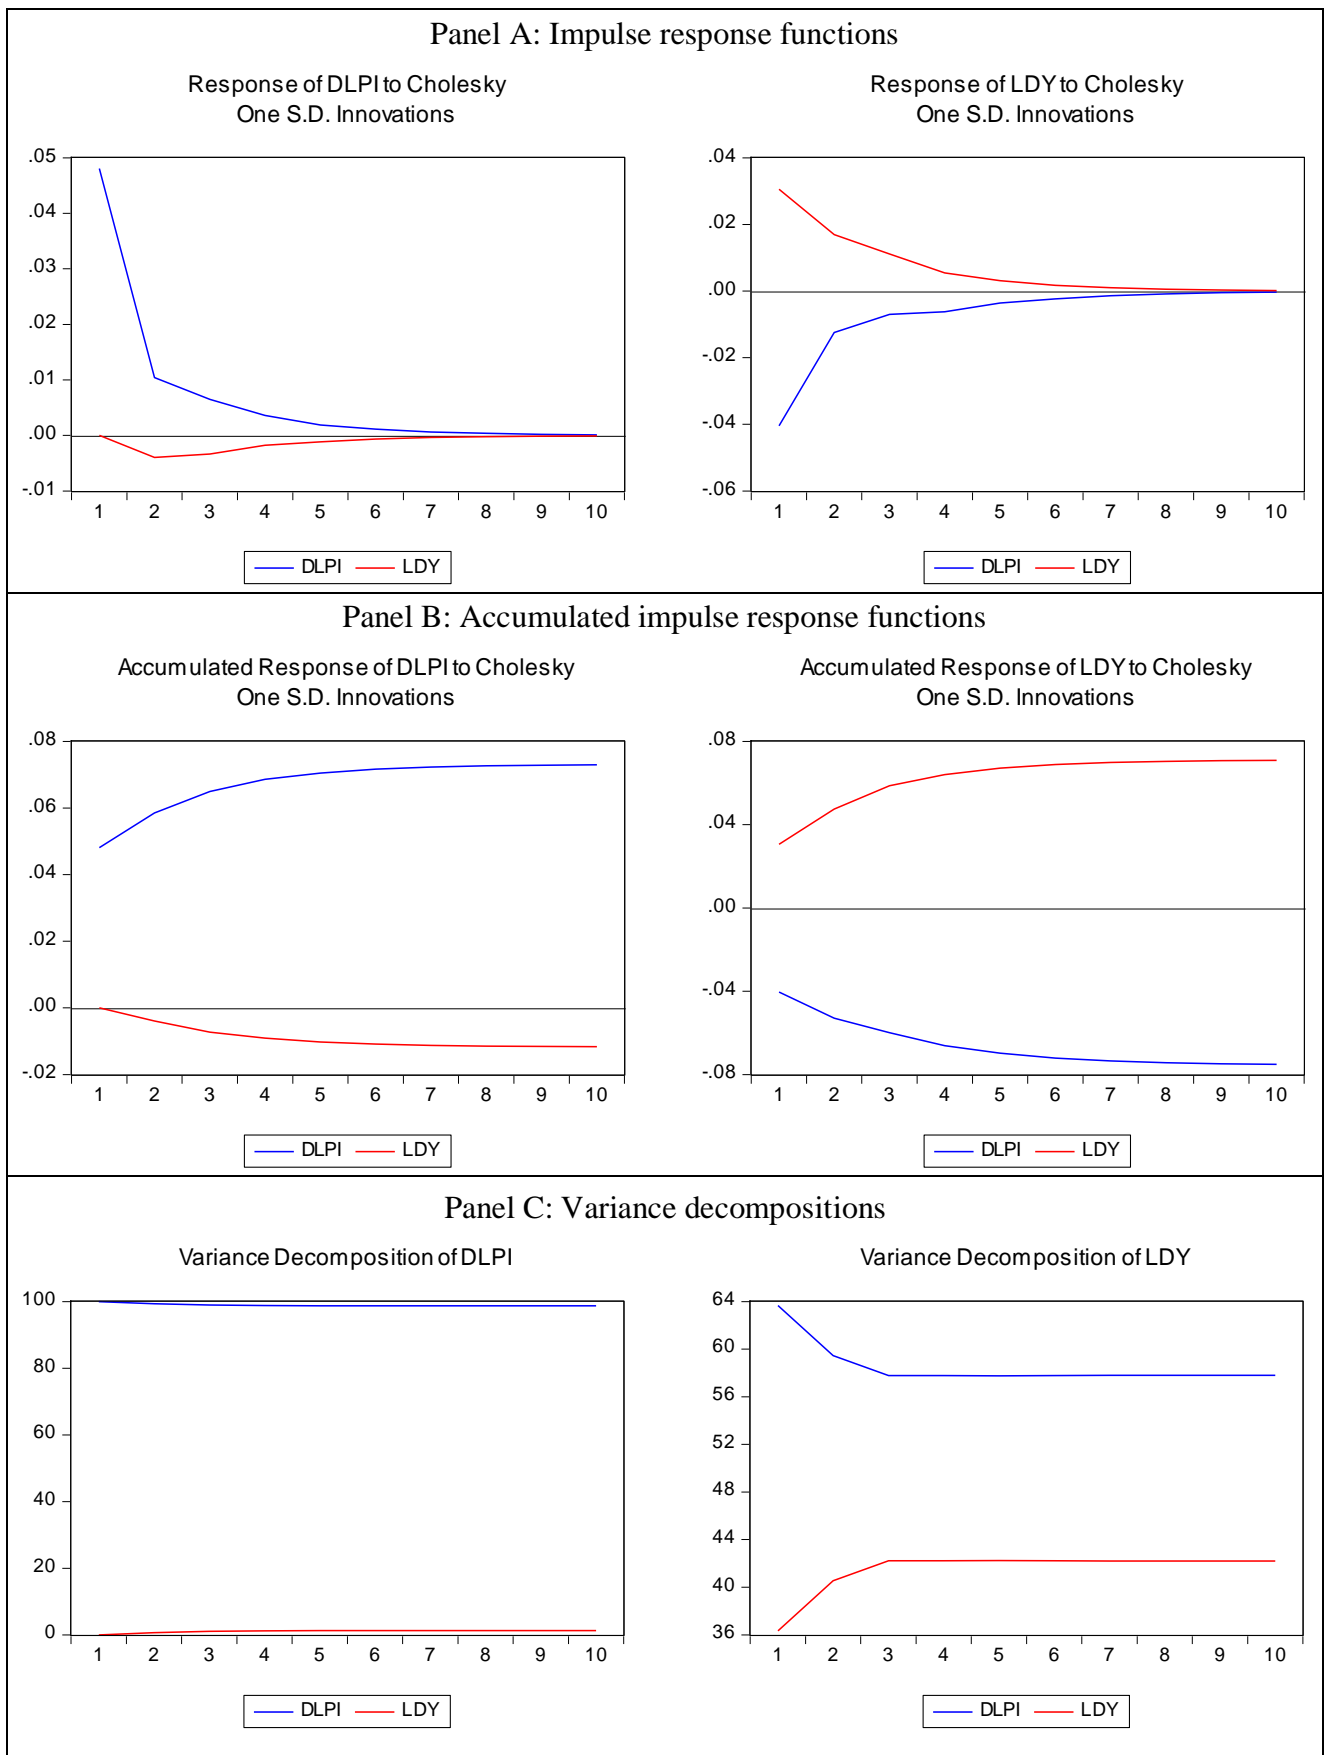 Panel A: Impulse response functions
Response of DLPI to Cholesky
One S.D. Innovations
.05
.04
.03
.02
.01
.00
-.01
1 2 3 4 5 6 7 8 9 10
DLPI LDY
Response of LDY to Cholesky
One S.D. Innovations
.04
.02
.00
-.02
-.04
-.06
1 2 3 4 5 6 7 8 9 10
DLPI LDY
Panel B: Accumulated impulse response functions
Accumulated Response of DLPI to Cholesky
One S.D. Innovations
.08
.06
.04
.02
.00
-.02
1 2 3 4 5 6 7 8 9 10
DLPI LDY
Accumulated Response of LDY to Cholesky
One S.D. Innovations
.08
.04
.00
-.04
-.08
1 2 3 4 5 6 7 8 9 10
DLPI LDY
Panel C: Variance decompositions
Variance Decomposition of DLPI
100
80
60
40
20
0
1 2 3 4 5 6 7 8 9 10
DLPI LDY
Variance Decomposition of LDY
64
60
56
52
48
44
40
36
1 2 3 4 5 6 7 8 9 10
DLPI LDY